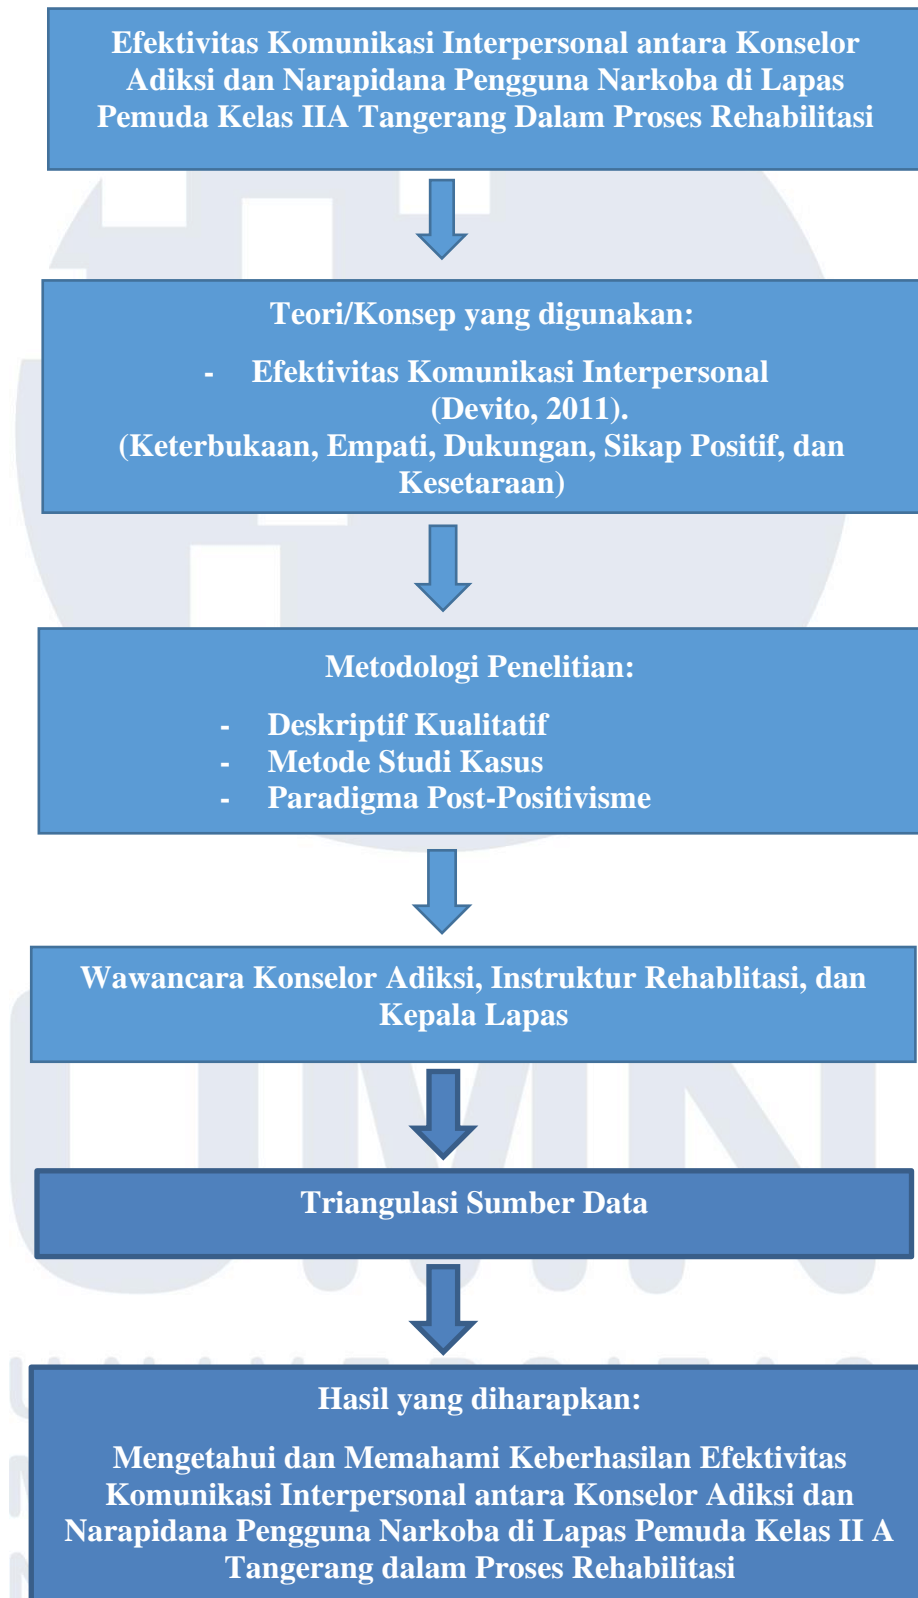 Efektivitas Komunikasi Interpersonal antara Konselor
Adiksi dan Narapidana Pengguna Narkoba di Lapas
Pemuda Kelas IIA Tangerang Dalam Proses Rehabilitasi
Teori/Konsep yang digunakan:
- Efektivitas Komunikasi Interpersonal
(Devito, 2011).
(Keterbukaan, Empati, Dukungan, Sikap Positif, dan
Kesetaraan)
Metodologi Penelitian:
- Deskriptif Kualitatif
- Metode Studi Kasus
- Paradigma Post-Positivisme
Wawancara Konselor Adiksi, Instruktur Rehablitasi, dan
Kepala Lapas
UMN
Triangulasi Sumber Data
Hasil yang diharapkan:
Mengetahui dan Memahami Keberhasilan Efektivitas
Komunikasi Interpersonal antara Konselor Adiksi dan
Narapidana Pengguna Narkoba di Lapas Pemuda Kelas II A
Tangerang dalam Proses Rehabilitasi